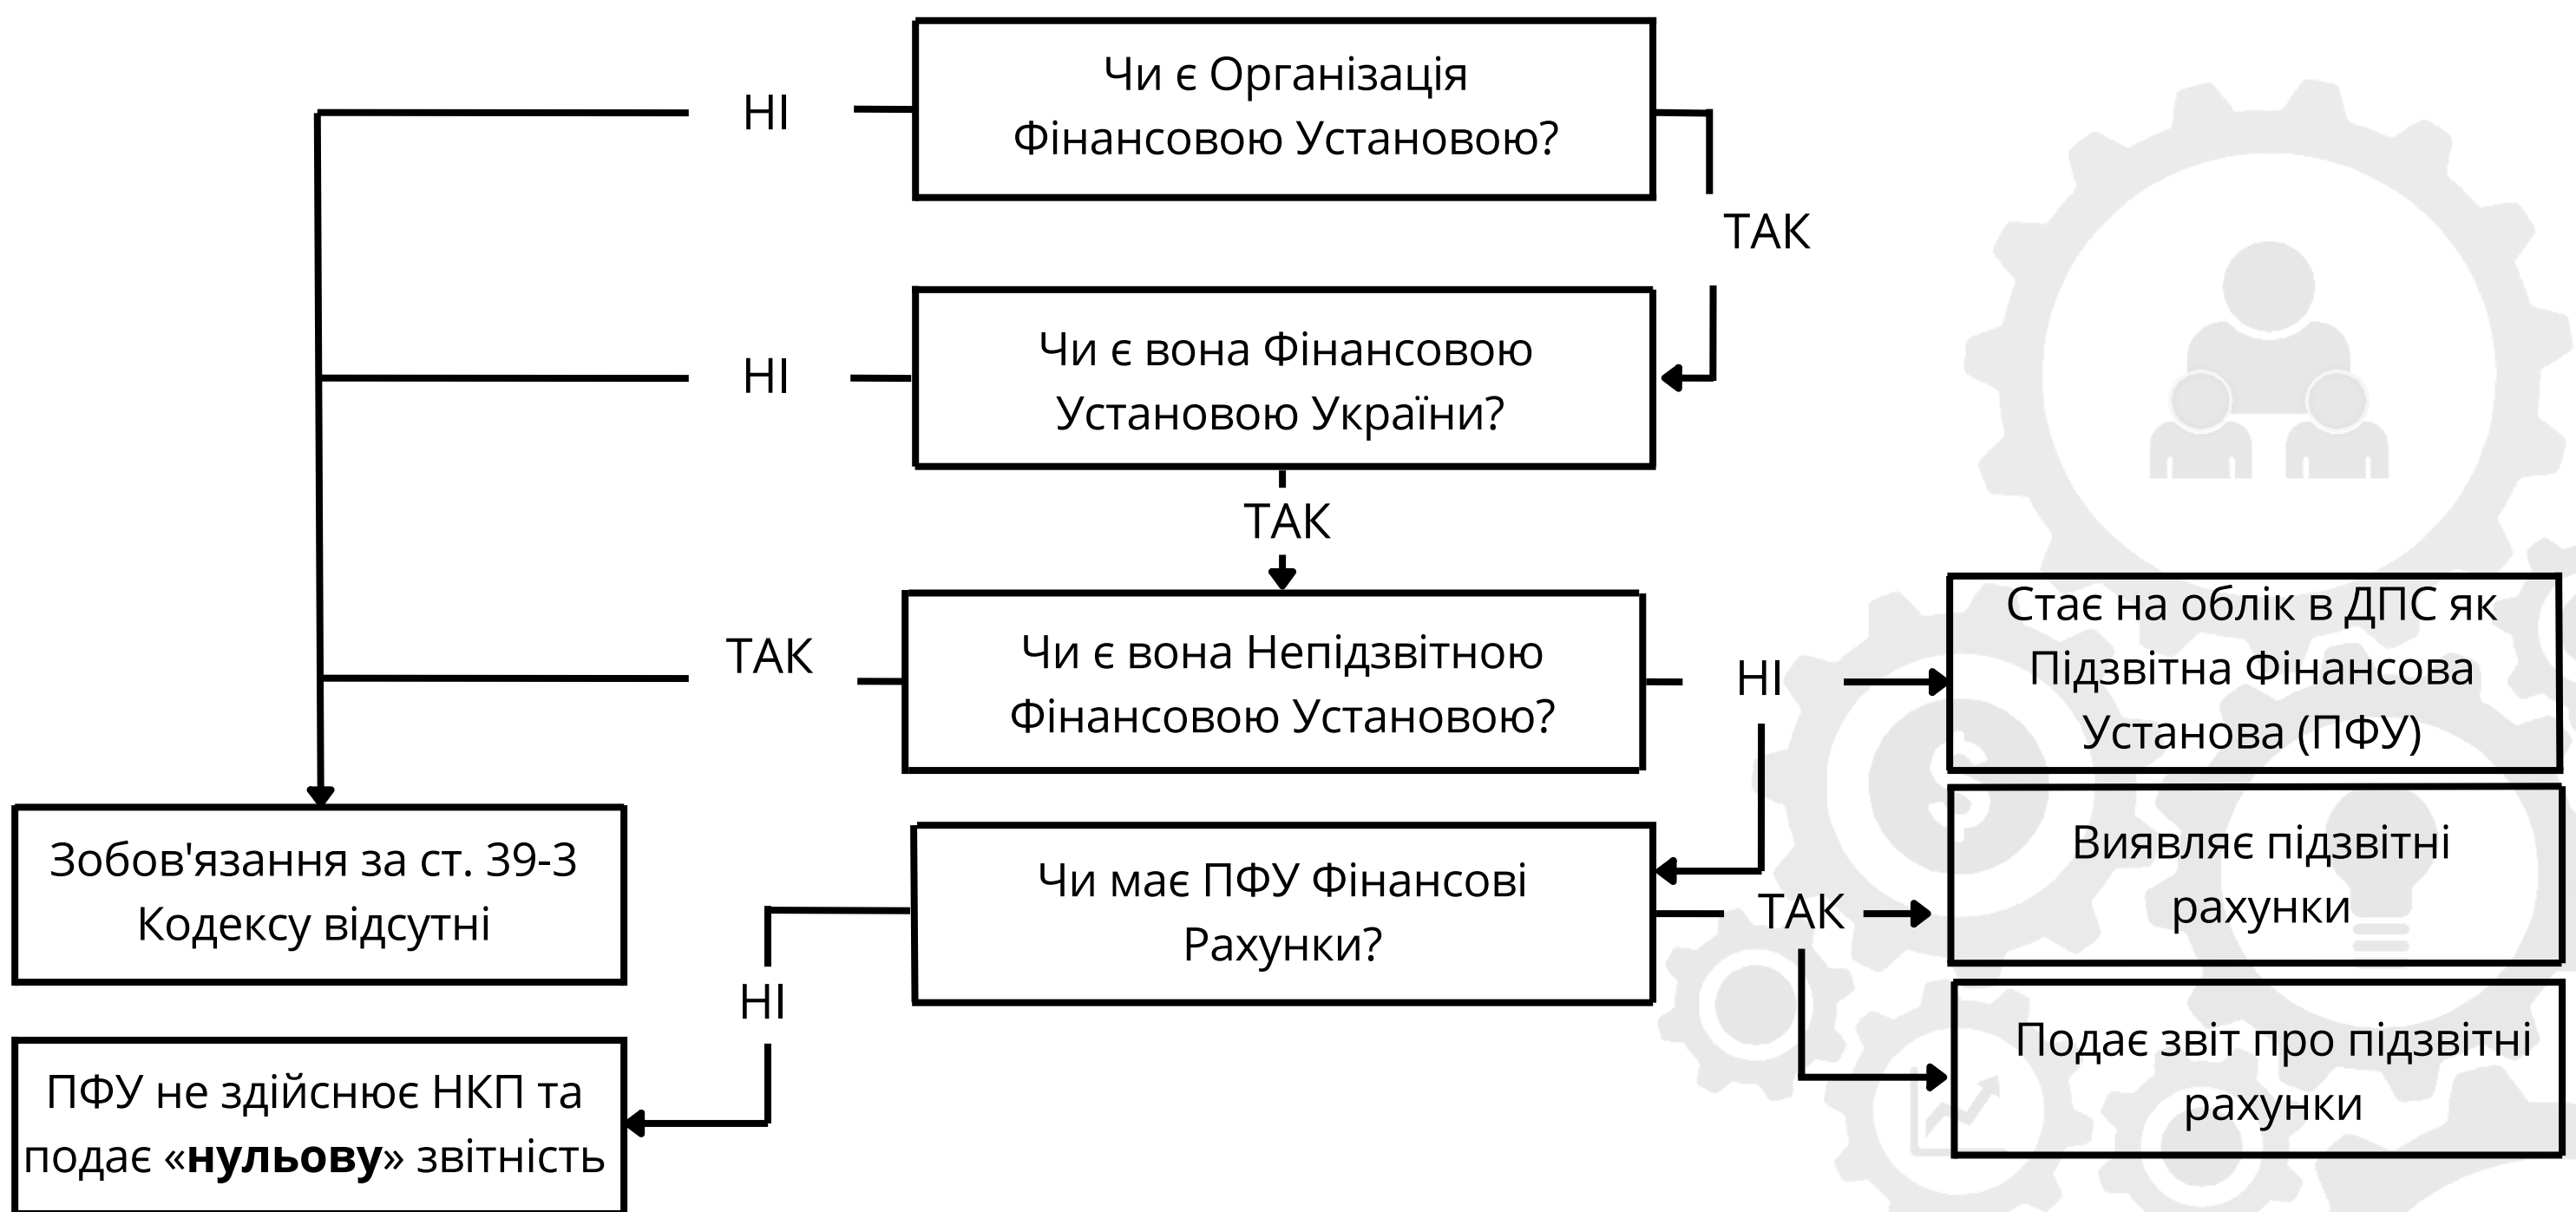 Чи є Організація
Фінансовою Установою?
НІ
ТАК
Чи є вона Фінансовою
Установою України?
НІ
ТАК
Чи є вона Непідзвітною
Фінансовою Установою?
ТАК
НІ
Стає на облік в ДПС як
Підзвітна Фінансова
Установа (ПФУ)
Зобов'язання за ст. 39-3
Кодексу відсутні
Чи має ПФУ Фінансові
Рахунки?
ТАК
Виявляє підзвітні
рахунки
НІ
ПФУ не здійснює НКП та
подає «нульову» звітність
Подає звіт про підзвітні
рахунки
$